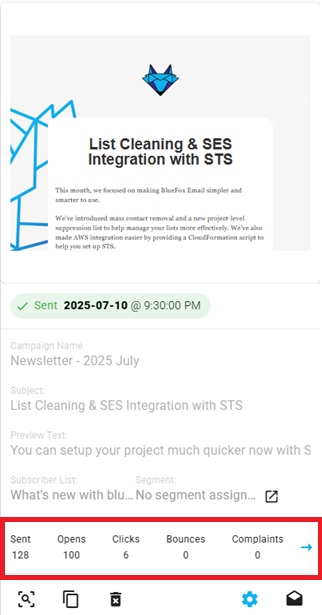 List Cleaning & SES
Integration with STS
This month, we focused on making BlueFox Email simpler and
smarter to use.
We've introduced mass contact removal and a new project-level
suppression list to help manage your lists more effectively. We've also
made AWS integration easier by providing a CloudFormation script to
help you set up STS.
Sent 2025-07-10 @ 9:30:00 PM
Campaign Name
Newsletter - 2025 July
Subject:
List Cleaning & SES Integration with STS
Preview Text:
You can setup your project much quicker now with S
Subscriber List: Segment:
What's new with blu... No segment assign...
Sent Opens Clicks Bounces Complaints
128 100 6 0 0